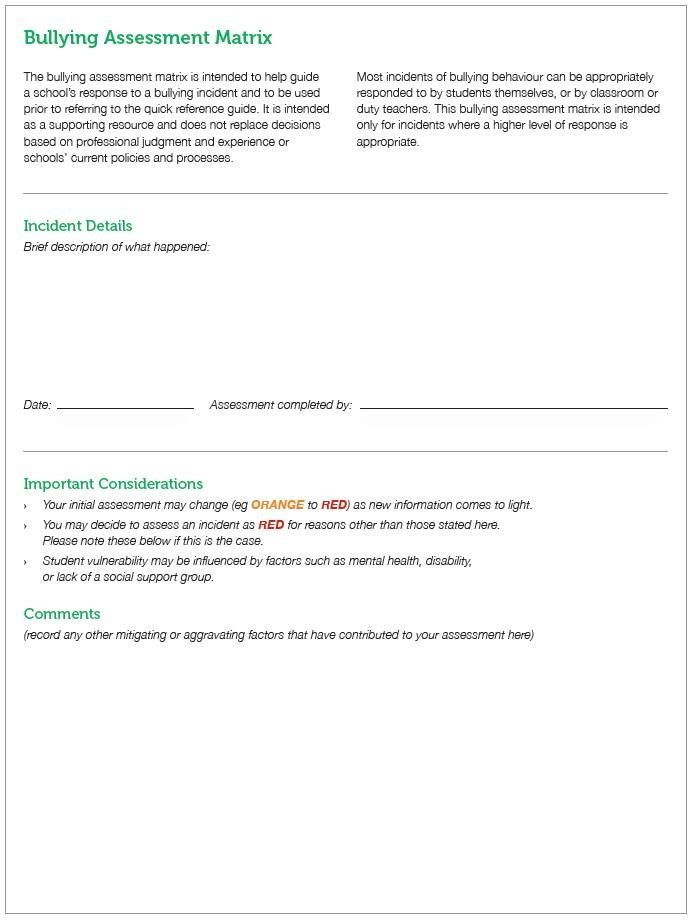 Bullying Assessment Matrix
The bullying assessment matrix is intended to help guide
a school's response to a bullying incident and to be used
prior to referring to the quick reference guide. It is intended
as a supporting resource and does not replace decisions
based on professional judgment and experience or
schools' current policies and processes.
Most incidents of bullying behaviour can be appropriately
responded to by students themselves, or by classroom or
duty teachers. This bullying assessment matrix is intended
only for incidents where a higher level of response is
appropriate.
Incident Details
Brief description of what happened:
Date: Assessment completed by:
Important Considerations
› Your initial assessment may change (eg ORANGE to RED) as new information comes to light.
› You may decide to assess an incident as RED for reasons other than those stated here.
Please note these below if this is the case.
› Student vulnerability may be influenced by factors such as mental health, disability,
or lack of a social support group.
Comments
(record any other mitigating or aggravating factors that have contributed to your assessment here)